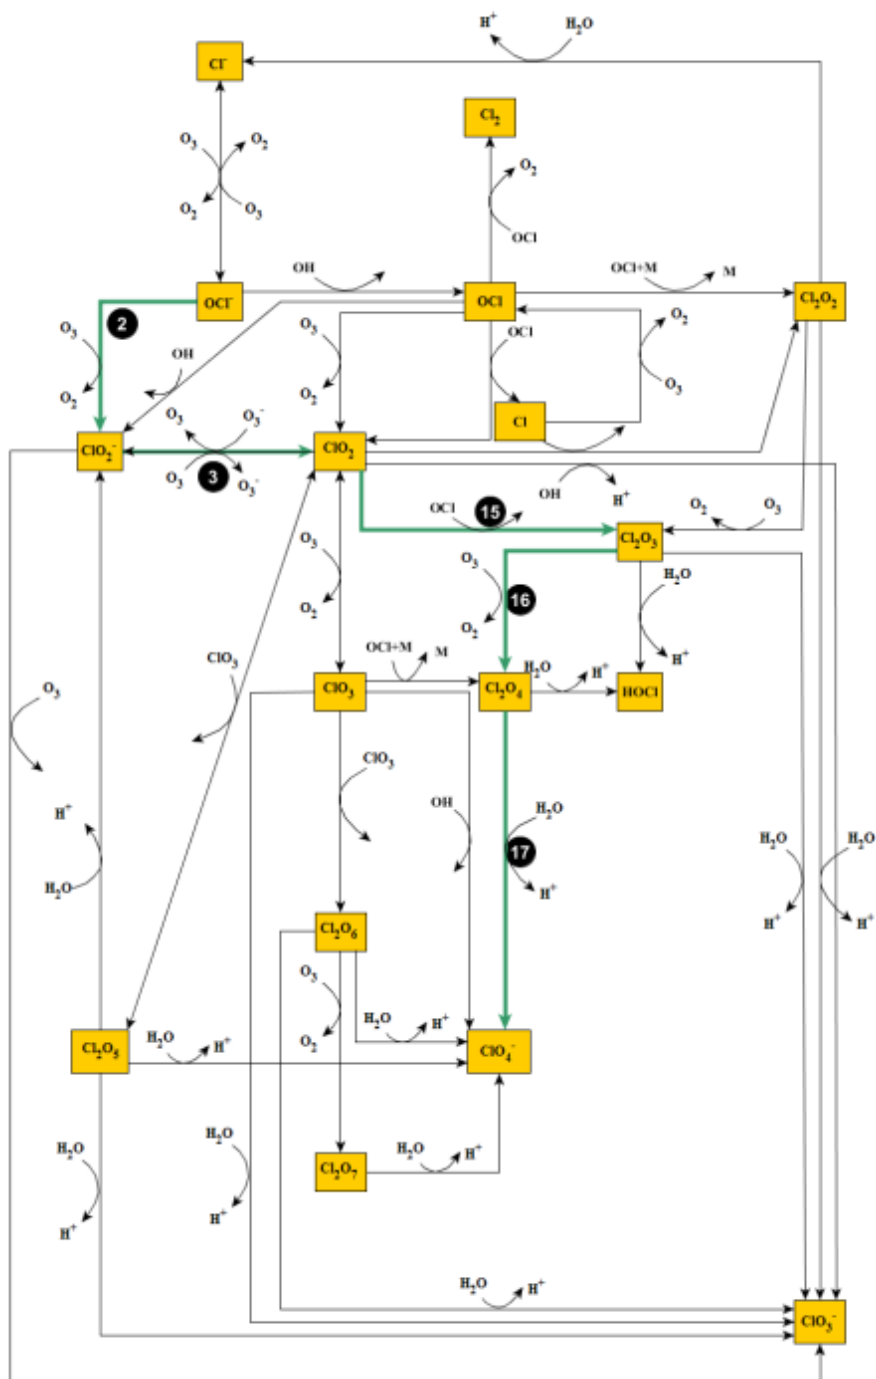 H⁺ H₂O
Cl⁻
Cl₂
O₃ O₂
O₂
O₂ O₃
OCl
OH OCl+M M
OCl⁻ OCl Cl₂O₂
2
O₃ O₃ OCl O₂
OH
O₂ O₂ O₃
O₃ O₃⁻ Cl
ClO₂⁻ ClO₂
3
O₃ O₃⁻ OH H⁺
OCl 15 O₂ O₃
Cl₂O₃
O₃ O₃ H₂O
16
O₂ O₂
OCl+M M H₂O H⁺ H⁺
ClO₃
ClO₃ Cl₂O₄ HOCl
O₃
ClO₃
OH H₂O
H⁺ H₂O H₂O
17
H₂O H⁺
H⁺ H⁺
Cl₂O₆
O₃
H₂O H⁺
H₂O H⁺ O₂
Cl₂O₅ ClO₄⁻
H₂O H₂O H₂O H⁺
Cl₂O₇
H⁺ H⁺
H₂O H⁺
ClO₃⁻